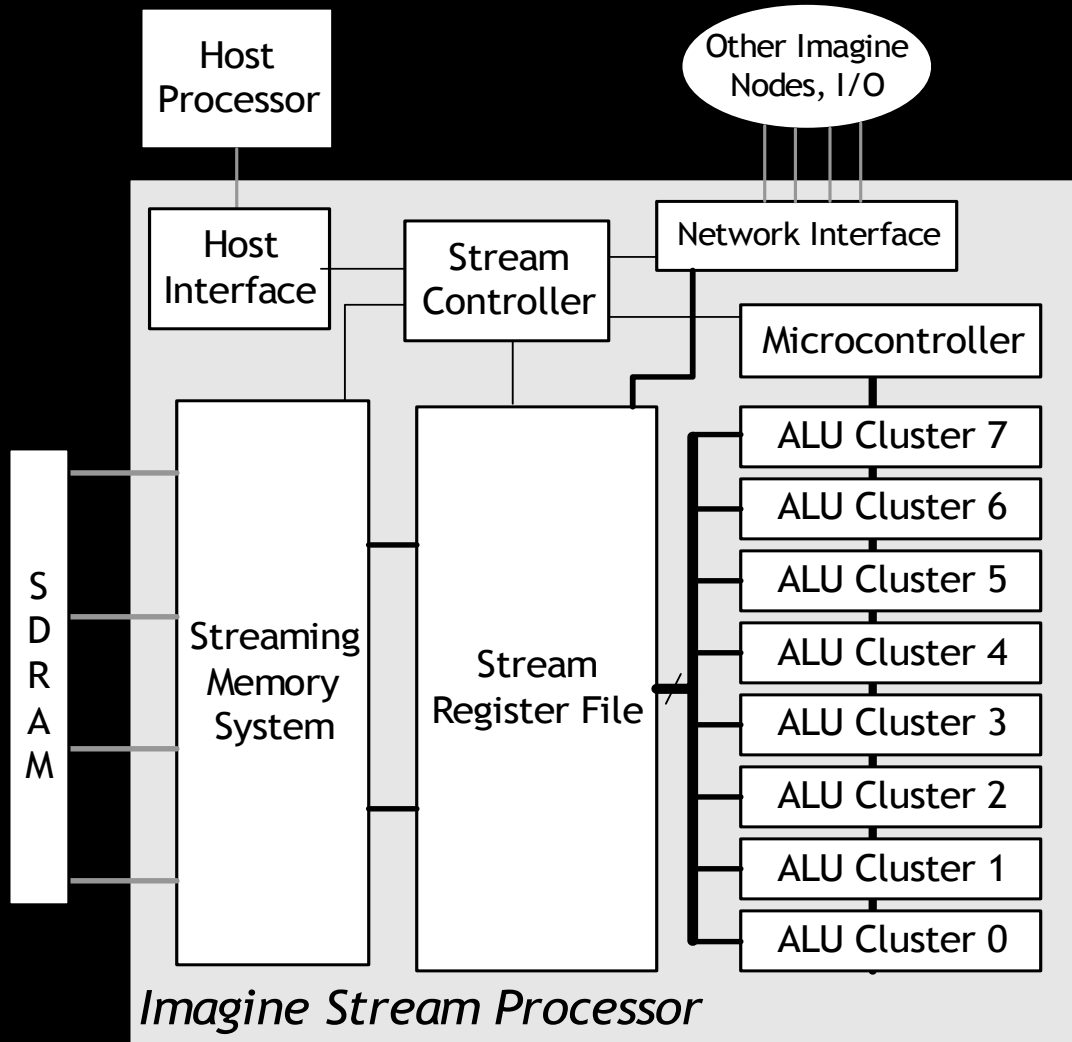 Host
Processor
Other Imagine
Nodes, I/O
Host
Interface
Stream
Controller
Network Interface
Microcontroller
ALU Cluster 7
ALU Cluster 6
ALU Cluster 5
ALU Cluster 4
ALU Cluster 3
ALU Cluster 2
ALU Cluster 1
ALU Cluster 0
S
D
R
A
M
Streaming
Memory
System
Stream
Register File
Imagine Stream Processor